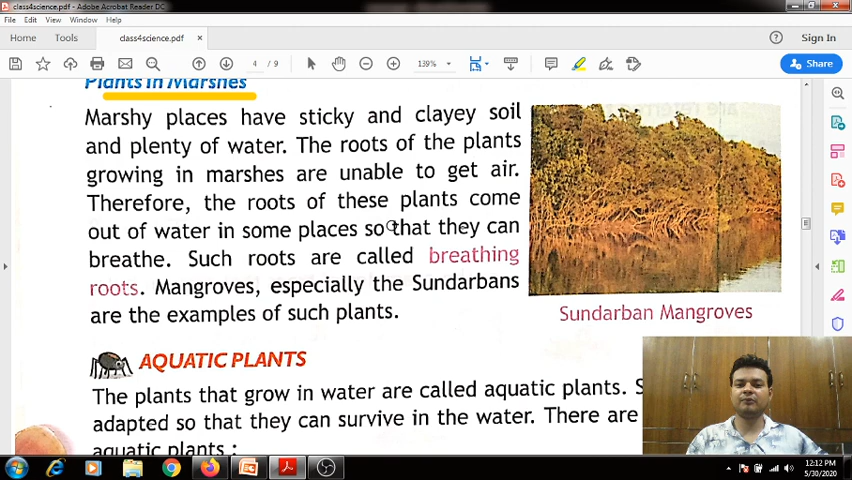 class4science.pdf - Adobe Acrobat Reader DC
File Edit View Window Help
Home Tools class4science.pdf × Sign In
4 / 9 139% Share
Plants in Marshes
Marshy places have sticky and clayey soil
and plenty of water. The roots of the plants
growing in marshes are unable to get air.
Therefore, the roots of these plants come
out of water in some places so that they can
breathe. Such roots are called breathing
roots. Mangroves, especially the Sundarbans
are the examples of such plants.
Sundarban Mangroves
AQUATIC PLANTS
The plants that grow in water are called aquatic plants. S
adapted so that they can survive in the water. There are
aquatic plants :
12:12 PM
5/30/2020